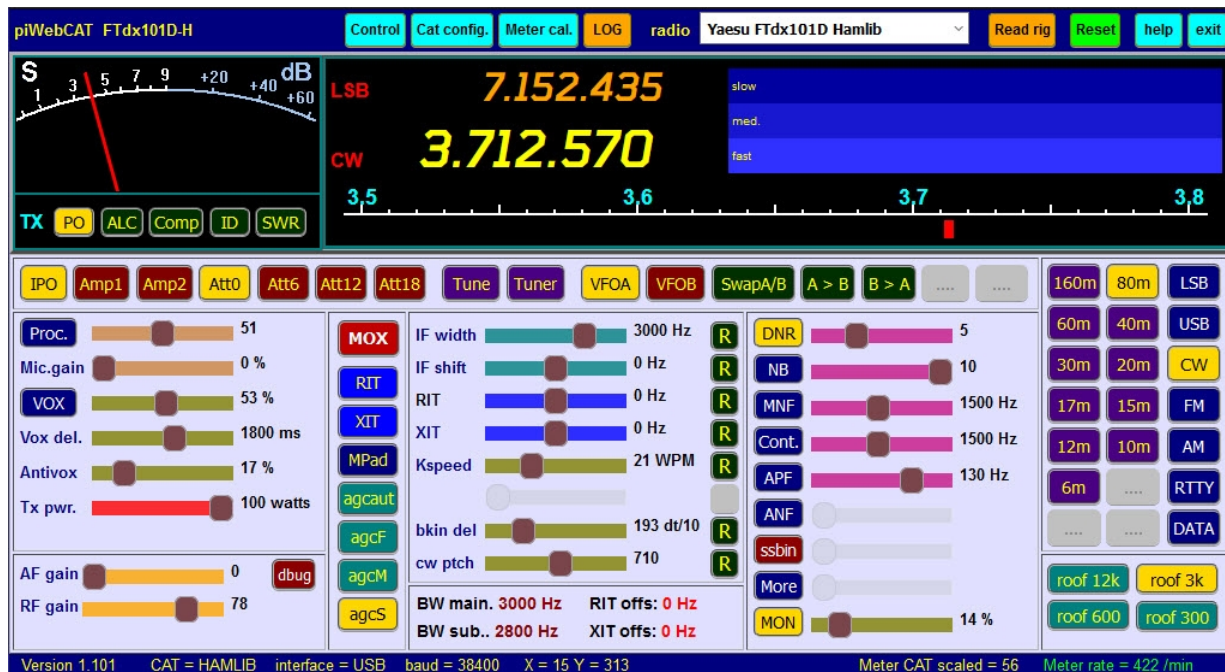 piWebCAT FTdx101D-H Control Cat config. Meter cal. LOG radio Yaesu FTdx101D Hamlib Read rig Reset help exit
S dB
1 3 5 7 9 +20 +40 +60
TX PO ALC Comp ID SWR
LSB 7.152.435
CW 3.712.570
slow
med.
fast
3,5 3,6 3,7 3,8
IPO Amp1 Amp2 Att0 Att6 Att12 Att18 Tune Tuner VFOA VFOB SwapA/B A > B B > A .... ....
Proc. 51
Mic.gain 0 %
VOX 53 %
Vox del. 1800 ms
Antivox 17 %
Tx pwr. 100 watts
AF gain 0 dbug
RF gain 78
MOX
RIT
XIT
MPad
agcaut
agcF
agcM
agcS
IF width 3000 Hz R
IF shift 0 Hz R
RIT 0 Hz R
XIT 0 Hz R
Kspeed 21 WPM R
bkin del 193 dt/10 R
cw ptch 710 R
BW main. 3000 Hz RIT offs: 0 Hz
BW sub.. 2800 Hz XIT offs: 0 Hz
DNR 5
NB 10
MNF 1500 Hz
Cont. 1500 Hz
APF 130 Hz
ANF
ssbin
More
MON 14 %
160m 80m LSB
60m 40m USB
30m 20m CW
17m 15m FM
12m 10m AM
6m .... RTTY
.... .... DATA
roof 12k roof 3k
roof 600 roof 300
Version 1.101 CAT = HAMLIB interface = USB baud = 38400 X = 15 Y = 313 Meter CAT scaled = 56 Meter rate = 422 /min